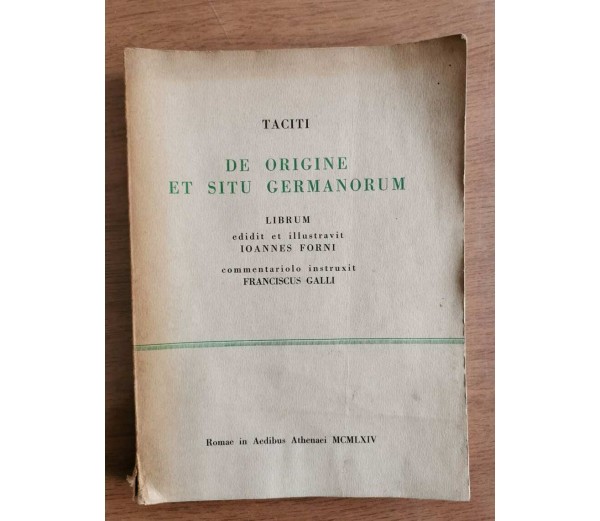 TACITI
DE ORIGINE
ET SITU GERMANORUM
LIBRUM
edidit et illustravit
IOANNES FORNI
commentariolo instruxit
FRANCISCUS GALLI
Romae in Aedibus Athenaei MCMLXIV